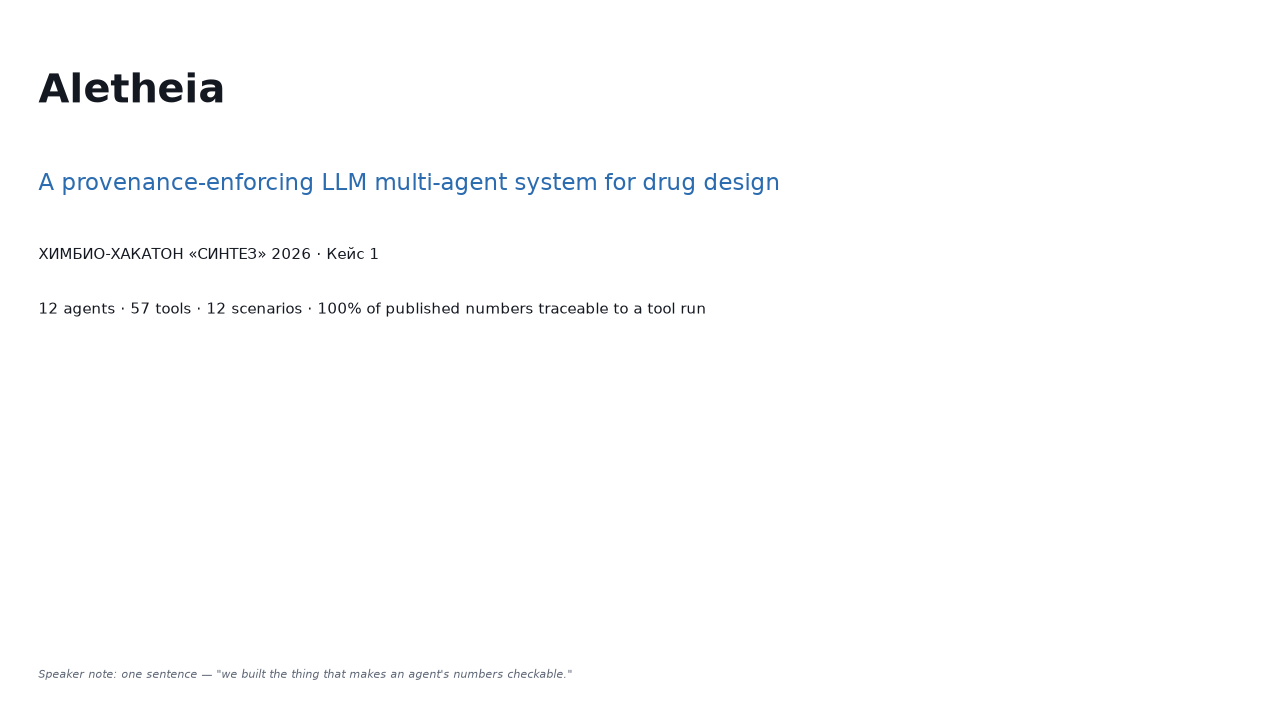 Aletheia
A provenance-enforcing LLM multi-agent system for drug design
ХИМБИО-ХАКАТОН «СИНТЕЗ» 2026 · Кейс 1
12 agents · 57 tools · 12 scenarios · 100% of published numbers traceable to a tool run
Speaker note: one sentence — "we built the thing that makes an agent's numbers checkable."